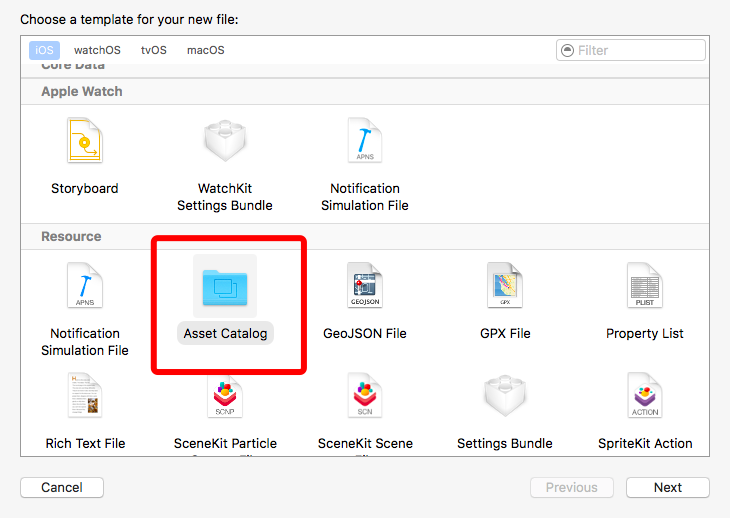 Choose a template for your new file:
iOS watchOS tvOS macOS Filter
Core Data
Apple Watch
APNS
Storyboard WatchKit Notification
Settings Bundle Simulation File
Resource
APNS GEOJSON GPX PLIST
Notification Asset Catalog GeoJSON File GPX File Property List
Simulation File
SCNP SCN ACTION
Rich Text File SceneKit Particle SceneKit Scene Settings Bundle SpriteKit Action
Cancel Previous Next